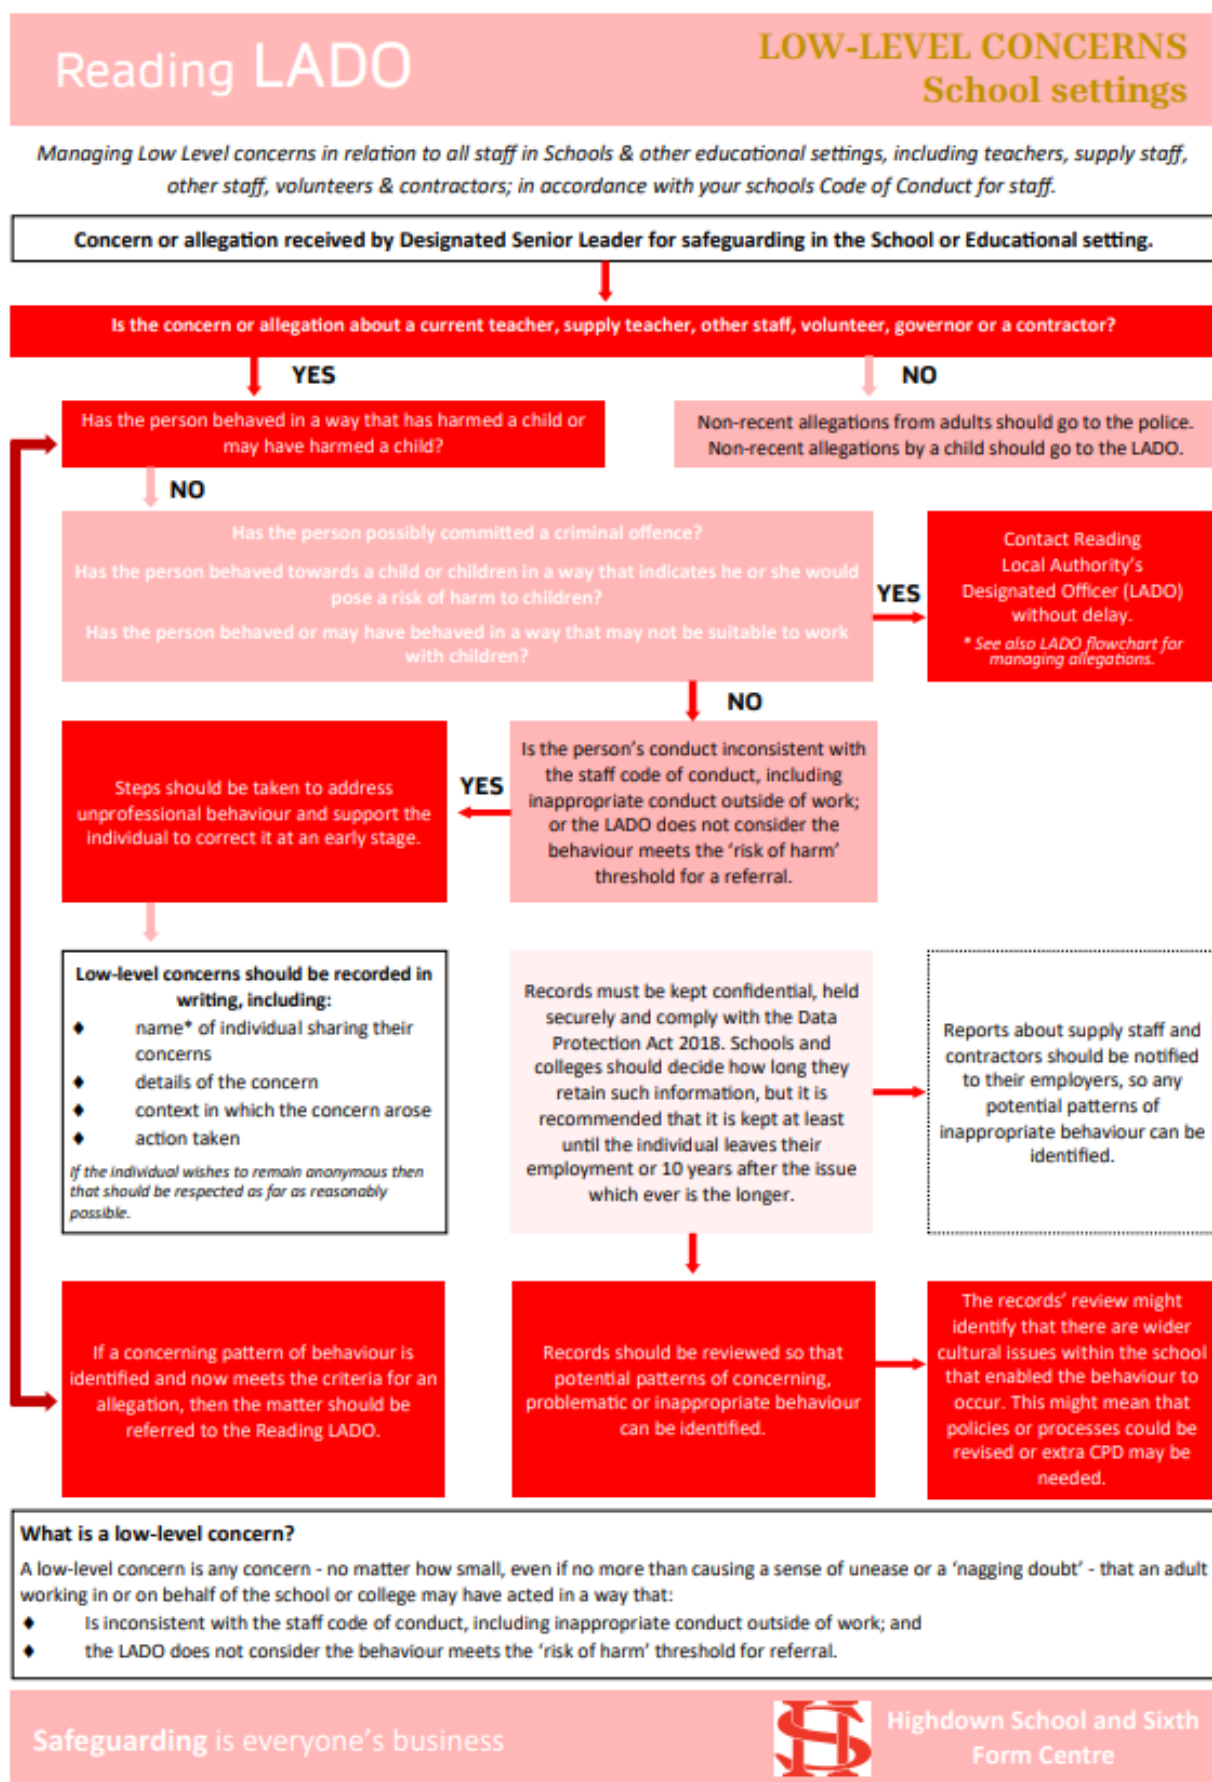 Reading LADO
LOW-LEVEL CONCERNS
School settings
Managing Low Level concerns in relation to all staff in Schools & other educational settings, including teachers, supply staff,
other staff, volunteers & contractors; in accordance with your schools Code of Conduct for staff.
Concern or allegation received by Designated Senior Leader for safeguarding in the School or Educational setting.
Is the concern or allegation about a current teacher, supply teacher, other staff, volunteer, governor or a contractor?
YES
NO
Has the person behaved in a way that has harmed a child or
may have harmed a child?
Non-recent allegations from adults should go to the police.
Non-recent allegations by a child should go to the LADO.
NO
Has the person possibly committed a criminal offence?
Has the person behaved towards a child or children in a way that indicates he or she would
pose a risk of harm to children?
Has the person behaved or may have behaved in a way that may not be suitable to work
with children?
YES
Contact Reading
Local Authority's
Designated Officer (LADO)
without delay.
* See also LADO flowchart for
managing allegations.
NO
Is the person's conduct inconsistent with
the staff code of conduct, including
inappropriate conduct outside of work;
or the LADO does not consider the
behaviour meets the 'risk of harm'
threshold for a referral.
YES
Steps should be taken to address
unprofessional behaviour and support the
individual to correct it at an early stage.
Low-level concerns should be recorded in
writing, including:
♦ name* of individual sharing their
concerns
♦ details of the concern
♦ context in which the concern arose
♦ action taken
If the individual wishes to remain anonymous then
that should be respected as far as reasonably
possible.
Records must be kept confidential, held
securely and comply with the Data
Protection Act 2018. Schools and
colleges should decide how long they
retain such information, but it is
recommended that it is kept at least
until the individual leaves their
employment or 10 years after the issue
which ever is the longer.
Reports about supply staff and
contractors should be notified
to their employers, so any
potential patterns of
inappropriate behaviour can be
identified.
If a concerning pattern of behaviour is
identified and now meets the criteria for an
allegation, then the matter should be
referred to the Reading LADO.
Records should be reviewed so that
potential patterns of concerning,
problematic or inappropriate behaviour
can be identified.
The records' review might
identify that there are wider
cultural issues within the school
that enabled the behaviour to
occur. This might mean that
policies or processes could be
revised or extra CPD may be
needed.
What is a low-level concern?
A low-level concern is any concern - no matter how small, even if no more than causing a sense of unease or a 'nagging doubt' - that an adult
working in or on behalf of the school or college may have acted in a way that:
♦ Is inconsistent with the staff code of conduct, including inappropriate conduct outside of work; and
♦ the LADO does not consider the behaviour meets the 'risk of harm' threshold for referral.
Safeguarding is everyone's business
HS
Highdown School and Sixth
Form Centre